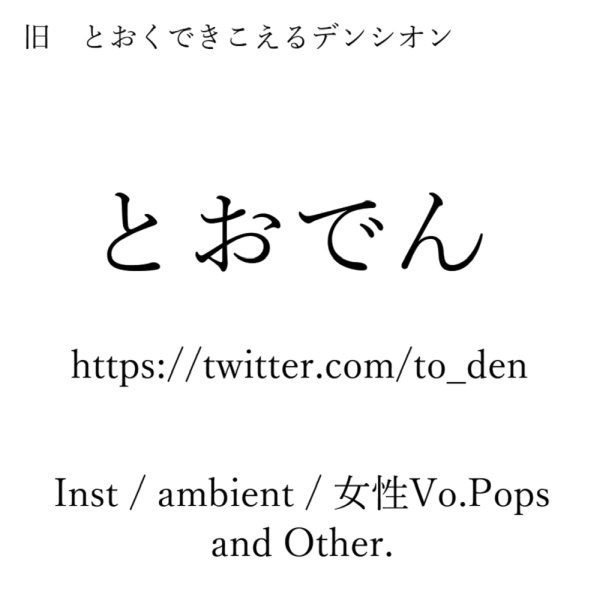 旧　とおくできこえるデンシオン
とおでん
https://twitter.com/to_den
Inst / ambient / 女性Vo.Pops
and Other.